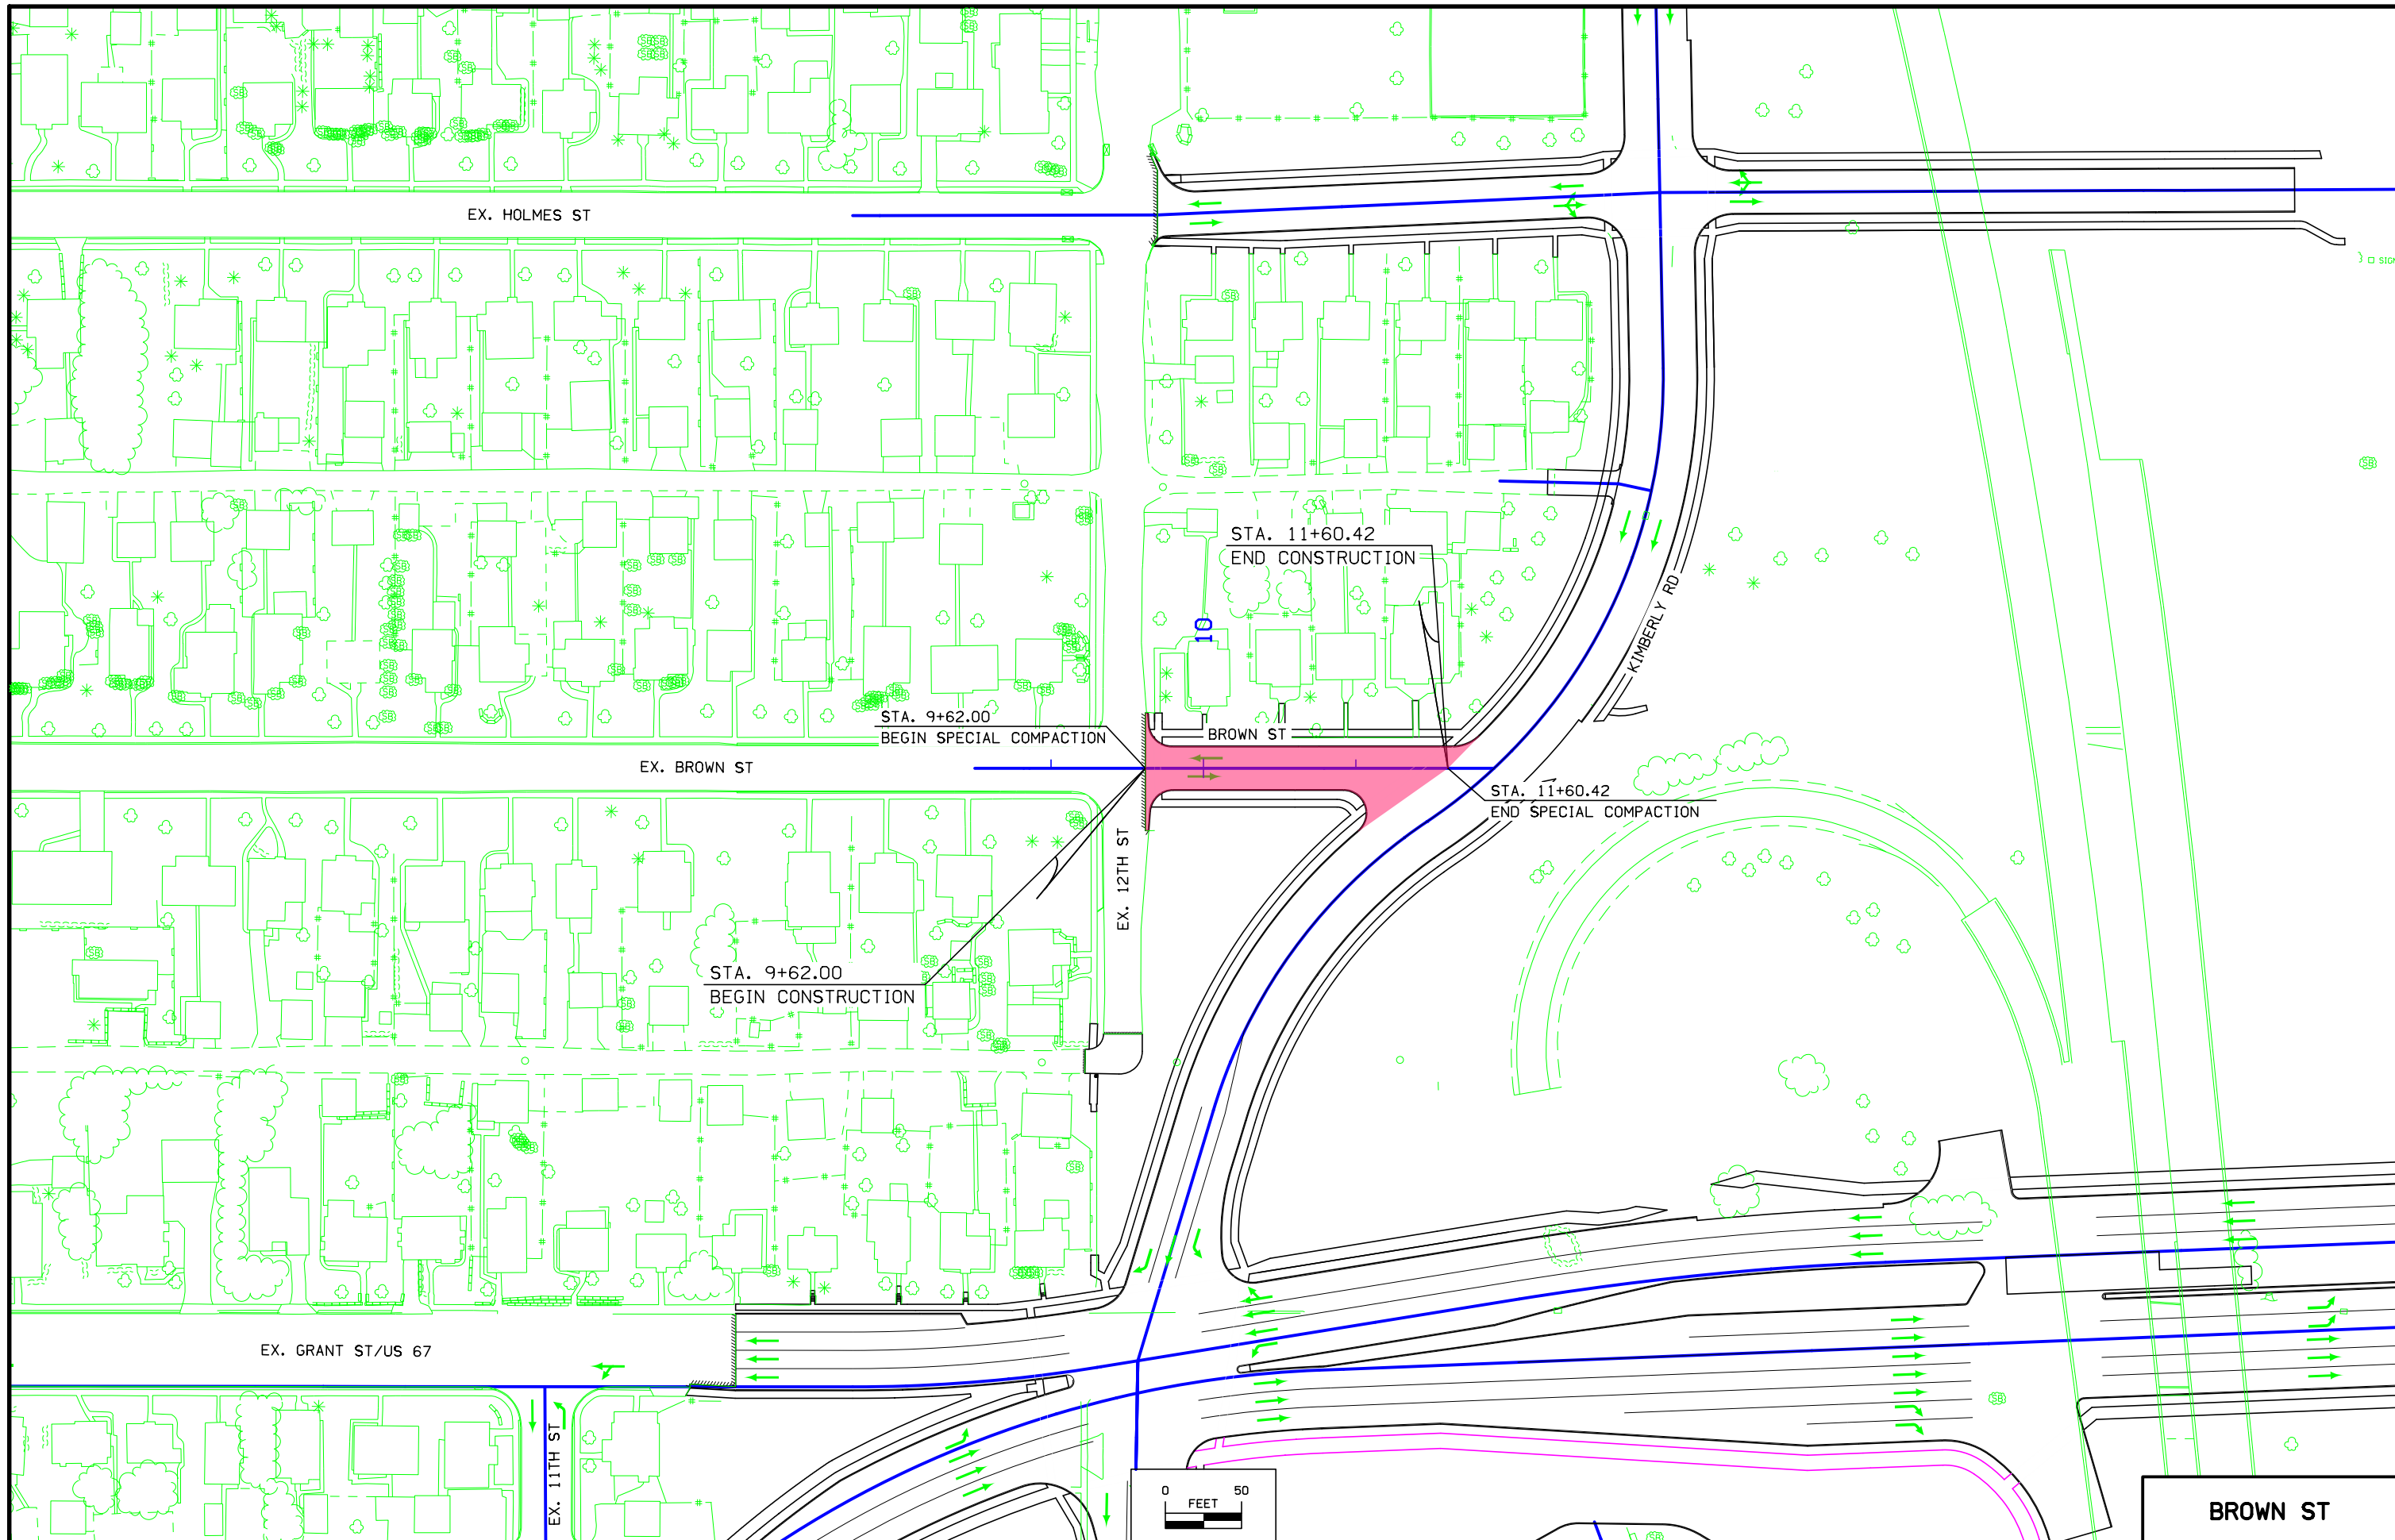 EX. HOLMES ST
SIGN
STA. 11+60.42
END CONSTRUCTION
KIMBERLY RD
10
STA. 9+62.00
BEGIN SPECIAL COMPACTION
BROWN ST
EX. BROWN ST
STA. 11+60.42
END SPECIAL COMPACTION
EX. 12TH ST
STA. 9+62.00
BEGIN CONSTRUCTION
EX. GRANT ST/US 67
EX. 11TH ST
0 50
FEET
BROWN ST